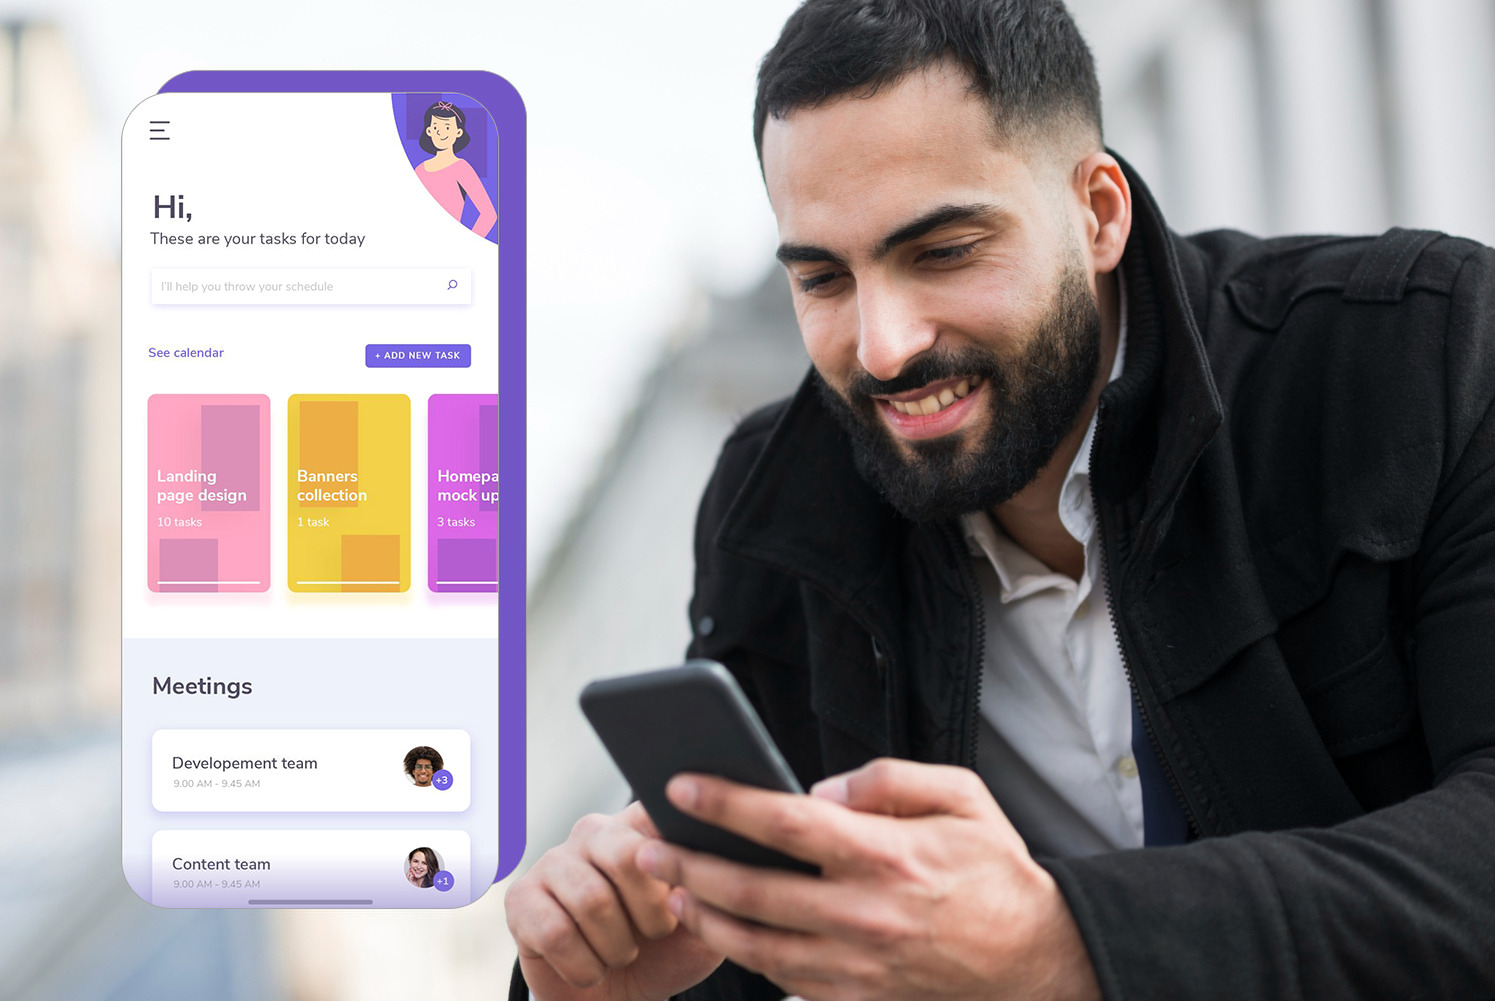 Hi,
These are your tasks for today
I'll help you throw your schedule
See calendar
+ ADD NEW TASK
Landing
page design
10 tasks
Banners
collection
1 task
Homepa
mock up
3 tasks
Meetings
Developement team
9.00 AM - 9.45 AM
+3
Content team
9.00 AM - 9.45 AM
+1